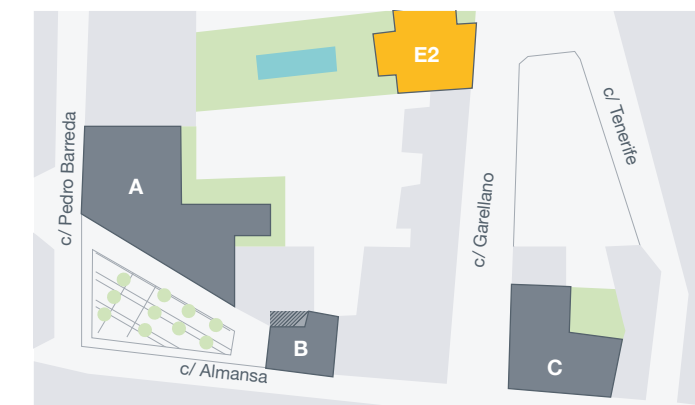 E2
c/ Tenerife
A
c/ Pedro Barreda
c/ Garellano
B
C
c/ Almansa